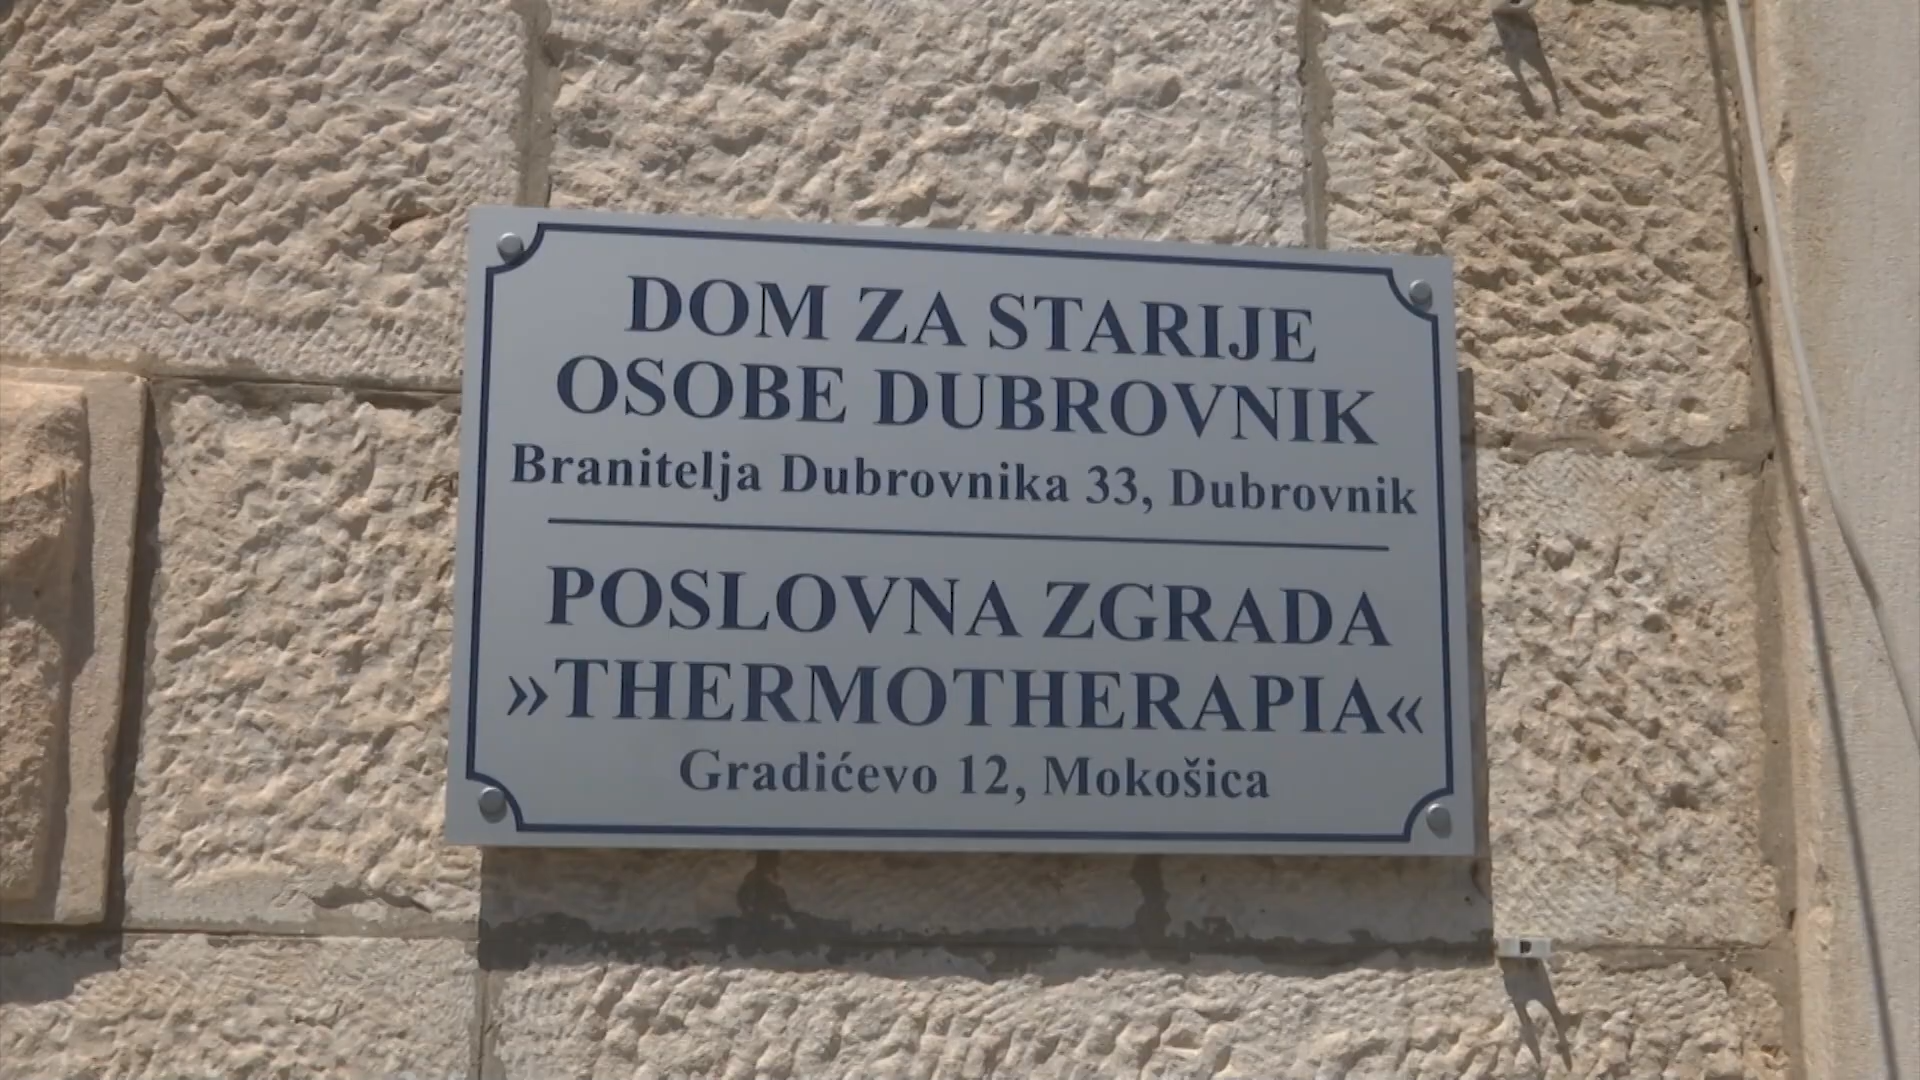 DOM ZA STARIJE
OSOBE DUBROVNIK
Branitelja Dubrovnika 33, Dubrovnik
POSLOVNA ZGRADA
»THERMOTHERAPIA«
Gradićevo 12, Mokošica